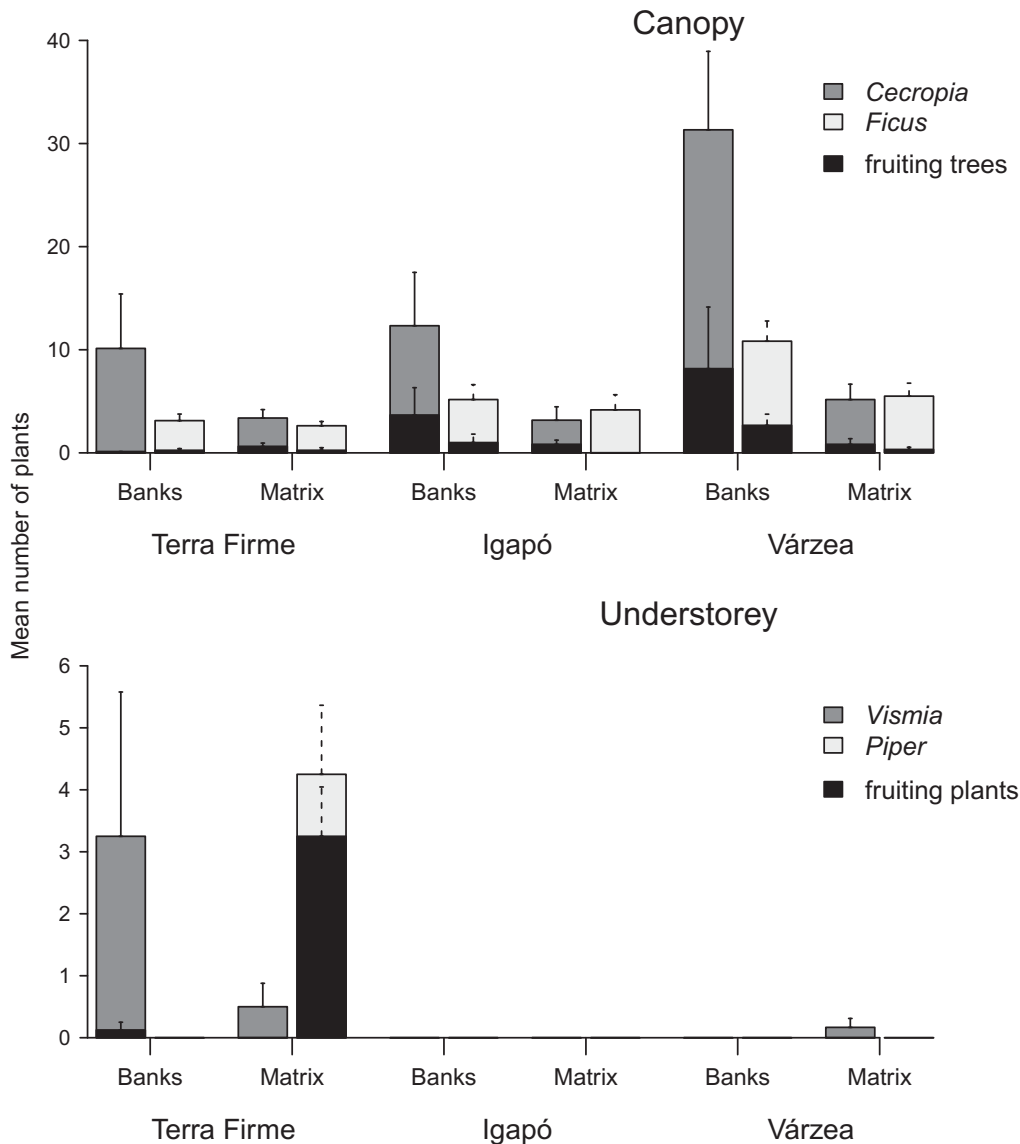 Canopy
40
30
20
10
0
Cecropia
Ficus
fruiting trees
Banks Matrix Banks Matrix Banks Matrix
Terra Firme Igapó Várzea
Mean number of plants
Understorey
6
5
4
3
2
1
0
Vismia
Piper
fruiting plants
Banks Matrix Banks Matrix Banks Matrix
Terra Firme Igapó Várzea